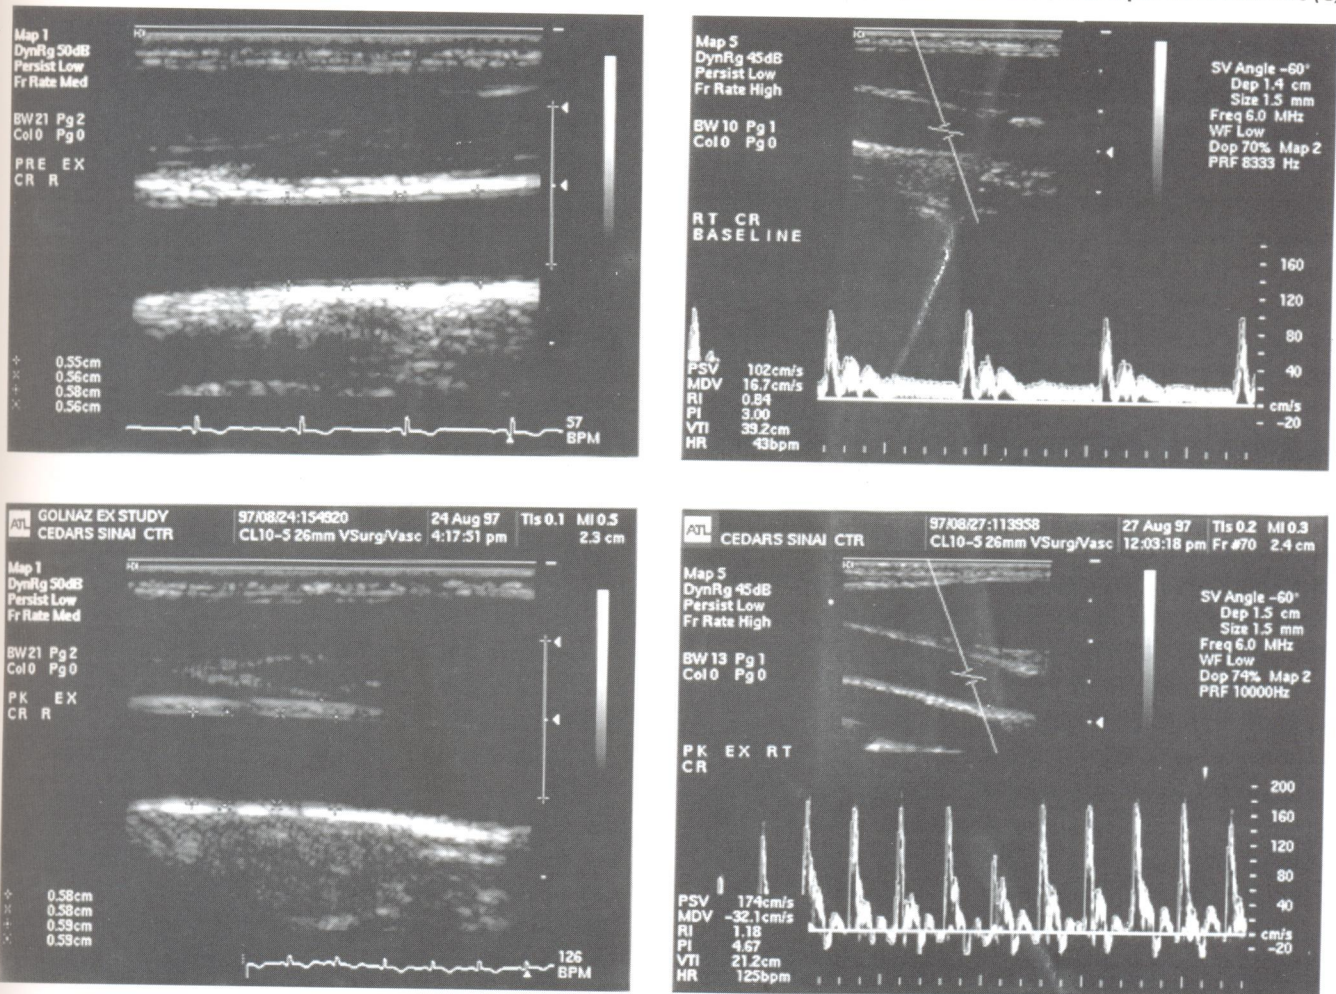 Map 1
DynRg 50dB
Persist Low
Fr Rate Med
BW 21 Pg 2
Col 0 Pg 0
PRE EX
CR R
0.55cm
0.56cm
0.58cm
0.56cm
57
BPM
Map 5
DynRg 45dB
Persist Low
Fr Rate High
BW 10 Pg 1
Col 0 Pg 0
RT CR
BASELINE
SV Angle -60°
Dep 1.4 cm
Size 1.5 mm
Freq 6.0 MHz
WF Low
Dop 70% Map 2
PRF 8333 Hz
PSV 102cm/s
MDV 16.7cm/s
RI 0.84
PI 3.00
VTI 39.2cm
HR 43bpm
160
120
80
40
cm/s
-20
ATL GOLNAZ EX STUDY 97/08/24:154920 24 Aug 97 TIs 0.1 MI 0.5
CEDARS SINAI CTR CL10-5 26mm VSurg/Vasc 4:17:51 pm 2.3 cm
Map 1
DynRg 50dB
Persist Low
Fr Rate Med
BW 21 Pg 2
Col 0 Pg 0
PK EX
CR R
0.58cm
0.58cm
0.59cm
0.59cm
126
BPM
ATL 97/08/27:113958 27 Aug 97 TIs 0.2 MI 0.3
CEDARS SINAI CTR CL10-5 26mm VSurg/Vasc 12:03:18 pm Fr #70 2.4 cm
Map 5
DynRg 45dB
Persist Low
Fr Rate High
BW 13 Pg 1
Col 0 Pg 0
PK EX RT
CR
SV Angle -60°
Dep 1.5 cm
Size 1.5 mm
Freq 6.0 MHz
WF Low
Dop 74% Map 2
PRF 10000Hz
PSV 174cm/s
MDV -32.1cm/s
RI 1.18
PI 4.67
VTI 21.2cm
HR 125bpm
200
160
120
80
40
cm/s
-20